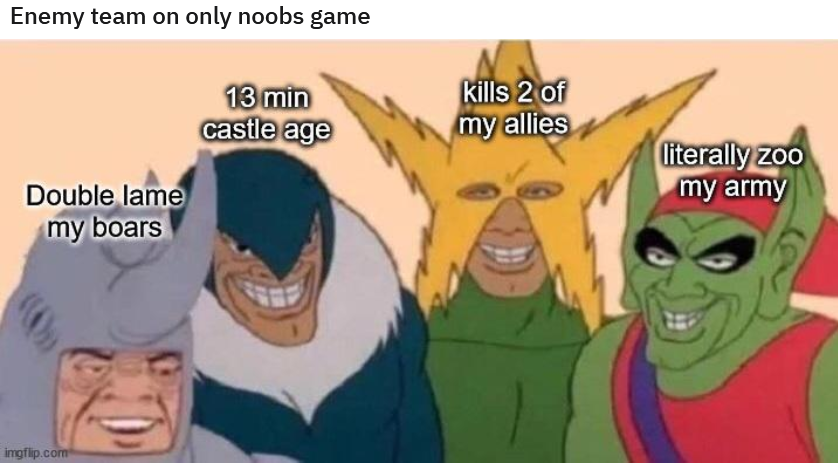 Enemy team on only noobs game
13 min
castle age
kills 2 of
my allies
literally zoo
my army
Double lame
my boars
imgflip.com